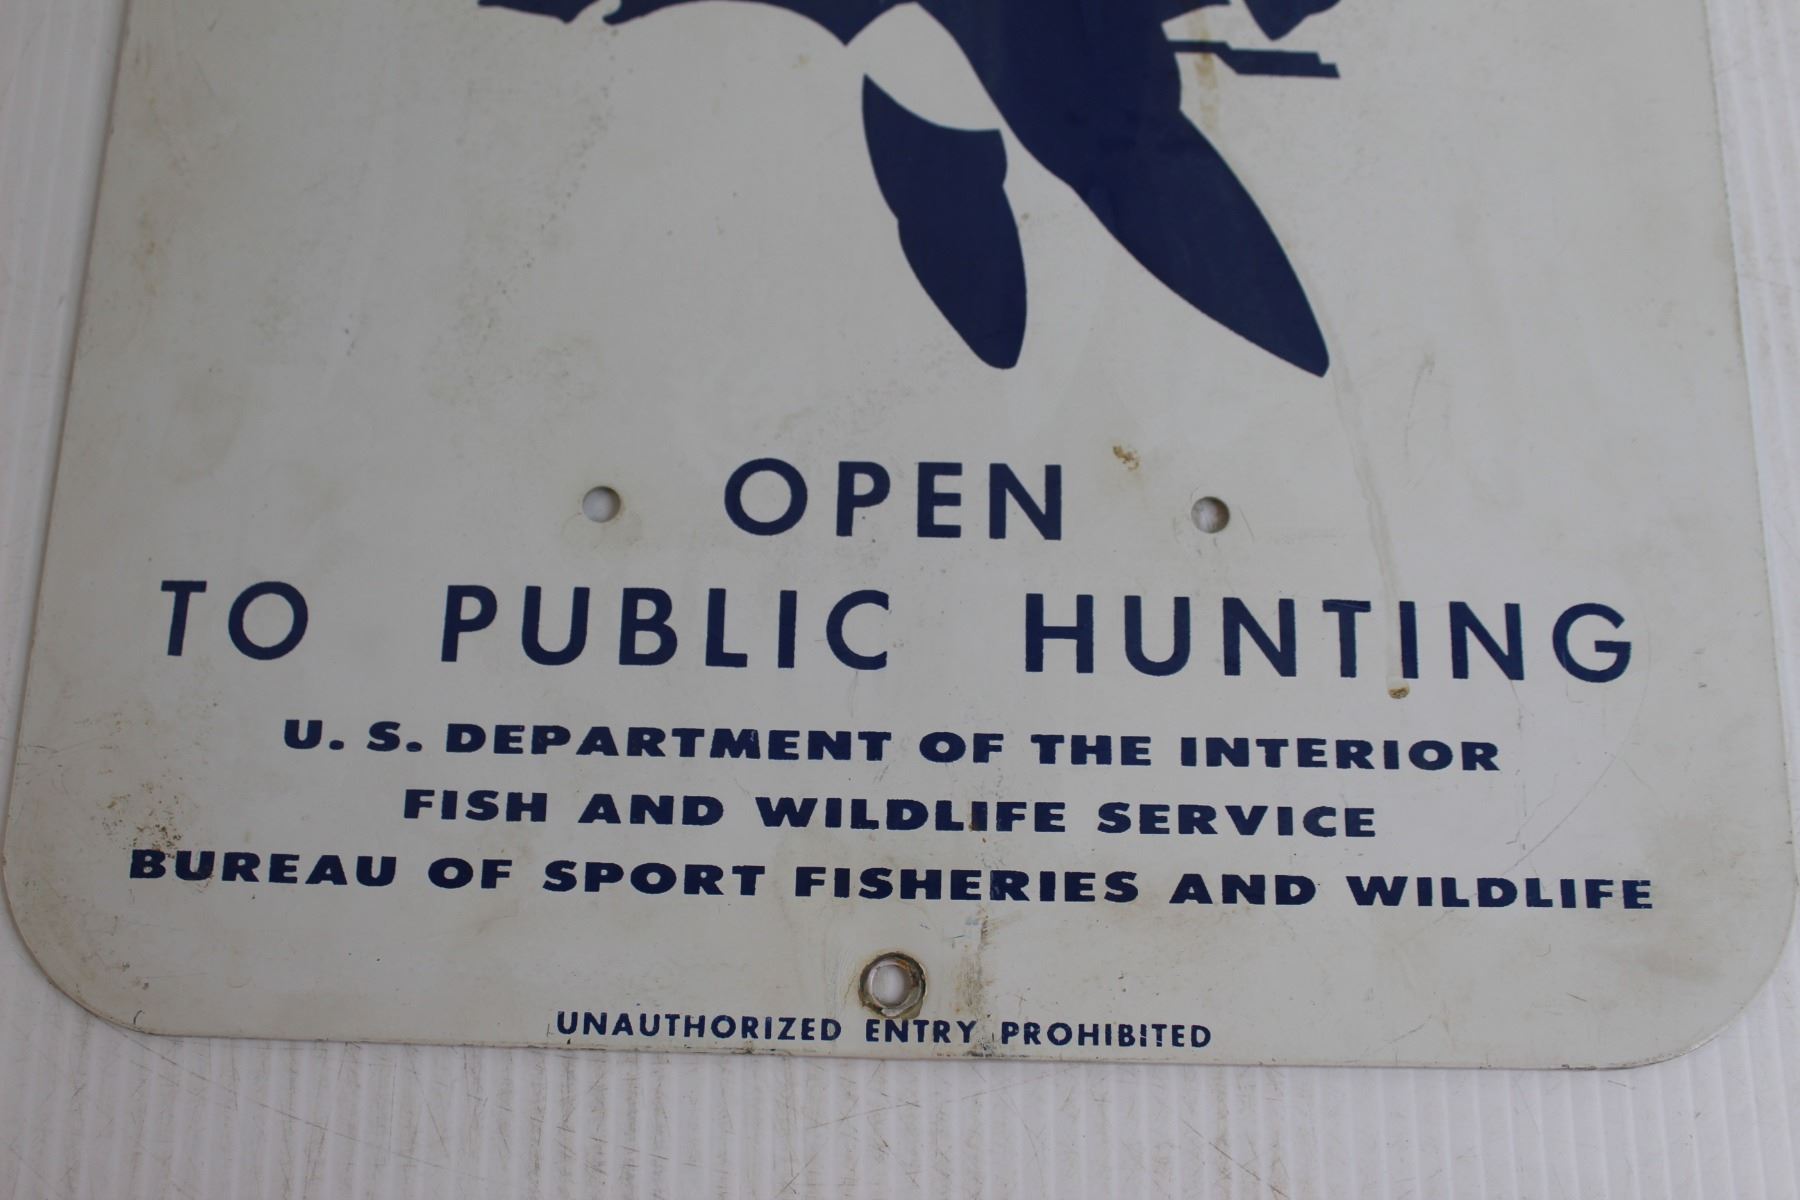 OPEN
TO PUBLIC HUNTING
U. S. DEPARTMENT OF THE INTERIOR
FISH AND WILDLIFE SERVICE
BUREAU OF SPORT FISHERIES AND WILDLIFE
UNAUTHORIZED ENTRY PROHIBITED